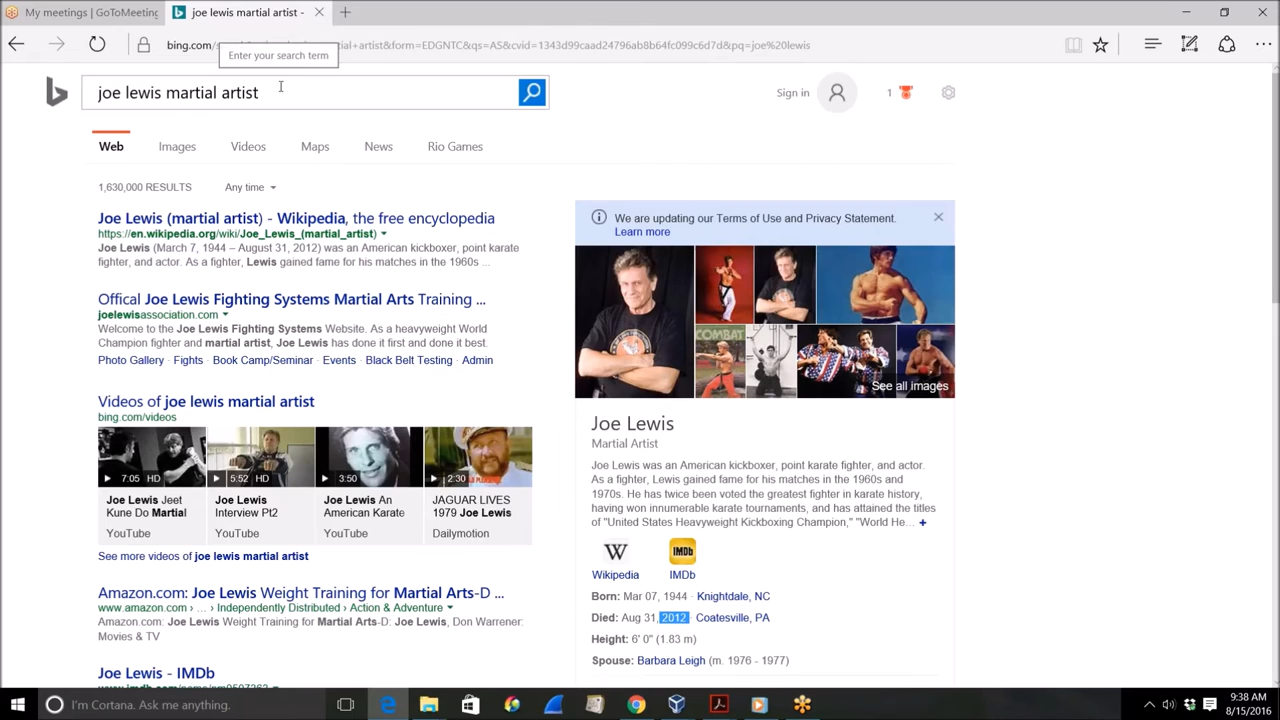 My meetings | GoToMeeting
joe lewis martial artist -
Enter your search term
joe lewis martial artist
Sign in
1
Web
Images
Videos
Maps
News
Rio Games
1,630,000 RESULTS
Any time
Joe Lewis (martial artist) - Wikipedia, the free encyclopedia
https://en.wikipedia.org/wiki/Joe_Lewis_(martial_artist)
Joe Lewis (March 7, 1944 – August 31, 2012) was an American kickboxer, point karate
fighter, and actor. As a fighter, Lewis gained fame for his matches in the 1960s ...
Offical Joe Lewis Fighting Systems Martial Arts Training ...
joelewisassociation.com
Welcome to the Joe Lewis Fighting Systems Website. As a heavyweight World
Champion fighter and martial artist, Joe Lewis has done it first and done it best.
Photo Gallery · Fights · Book Camp/Seminar · Events · Black Belt Testing · Admin
Videos of joe lewis martial artist
bing.com/videos
7:05 HD
5:52 HD
3:50
2:30
Joe Lewis Jeet
Kune Do Martial
YouTube
Joe Lewis
Interview Pt2
YouTube
Joe Lewis An
American Karate
YouTube
JAGUAR LIVES
1979 Joe Lewis
Dailymotion
See more videos of joe lewis martial artist
Amazon.com: Joe Lewis Weight Training for Martial Arts-D ...
www.amazon.com › ... › Independently Distributed › Action & Adventure
Amazon.com: Joe Lewis Weight Training for Martial Arts-D: Joe Lewis, Don Warrener:
Movies & TV
Joe Lewis - IMDb
We are updating our Terms of Use and Privacy Statement.
Learn more
COMBAT
See all images
Joe Lewis
Martial Artist
Joe Lewis was an American kickboxer, point karate fighter, and actor.
As a fighter, Lewis gained fame for his matches in the 1960s and
1970s. He has twice been voted the greatest fighter in karate history,
having won innumerable karate tournaments, and has attained the titles
of "United States Heavyweight Kickboxing Champion," "World He... +
W
IMDb
Wikipedia
IMDb
Born: Mar 07, 1944 · Knightdale, NC
Died: Aug 31, 2012 · Coatesville, PA
Height: 6' 0" (1.83 m)
Spouse: Barbara Leigh (m. 1976 - 1977)
I'm Cortana. Ask me anything.
9:38 AM
8/15/2016